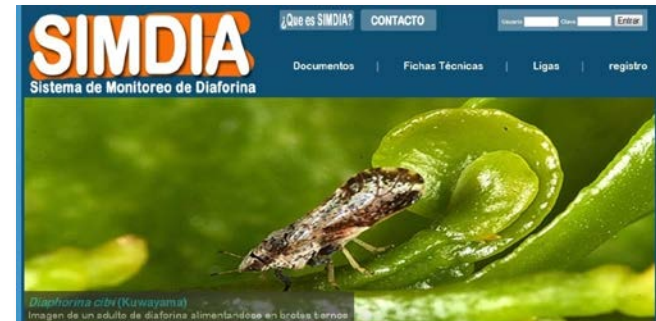 SIMDIA
Sistema de Monitoreo de Diaforina
¿Que es SIMDIA? CONTACTO
Usuario Clave Entrar
Documentos | Fichas Técnicas | Ligas | registro
Diaphorina citri (Kuwayama)
Imagen de un adulto de diaforina alimentandose en brotes tiernos